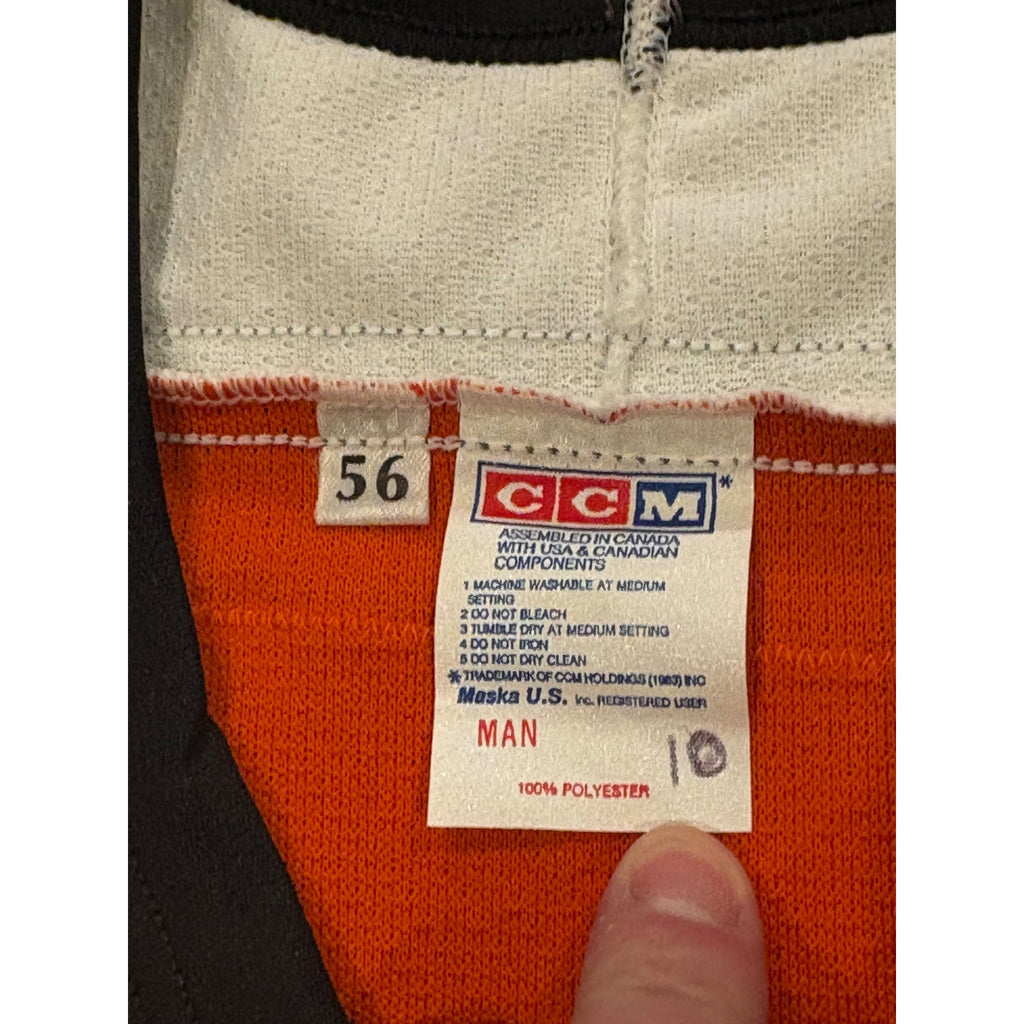 56
CCM*
ASSEMBLED IN CANADA
WITH USA & CANADIAN
COMPONENTS
1 MACHINE WASHABLE AT MEDIUM
SETTING
2 DO NOT BLEACH
3 TUMBLE DRY AT MEDIUM SETTING
4 DO NOT IRON
5 DO NOT DRY CLEAN
* TRADEMARK OF CCM HOLDINGS (1983) INC
Maska U.S. Inc. REGISTERED USER
MAN
10
100% POLYESTER